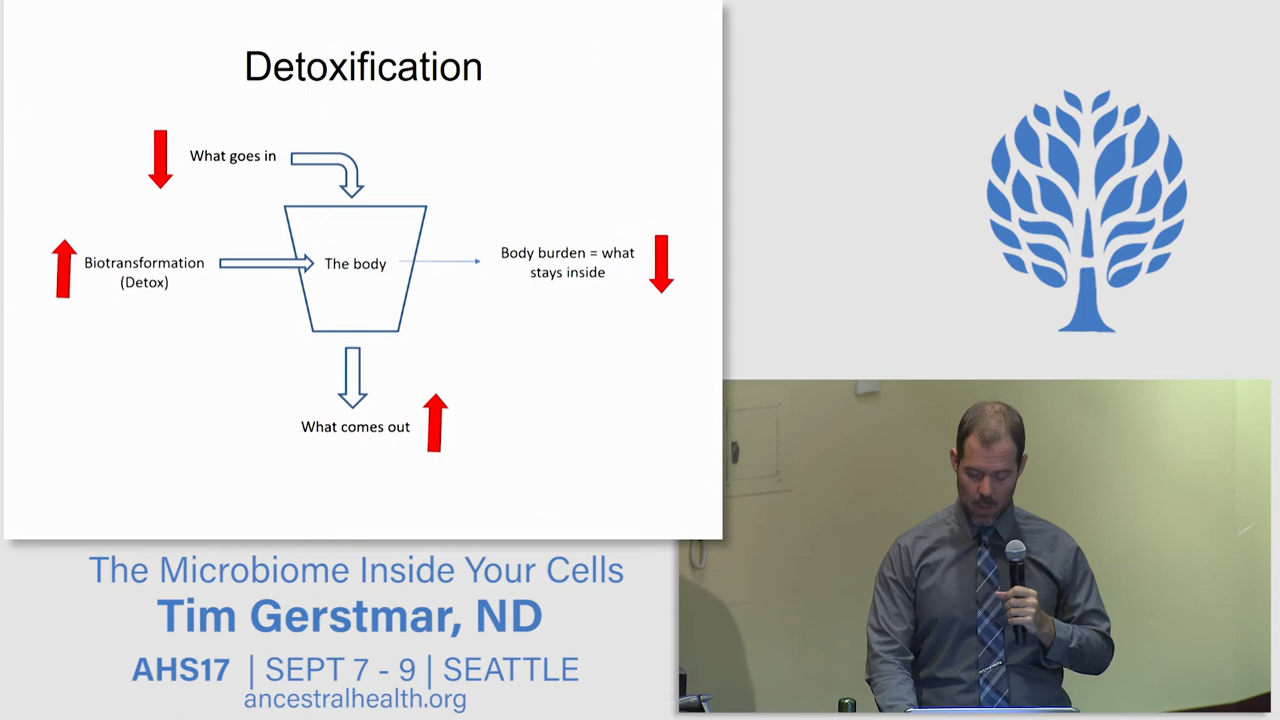 Detoxification
What goes in
Biotransformation
(Detox)
The body
Body burden = what
stays inside
What comes out
The Microbiome Inside Your Cells
Tim Gerstmar, ND
AHS17 | SEPT 7 - 9 | SEATTLE
ancestralhealth.org